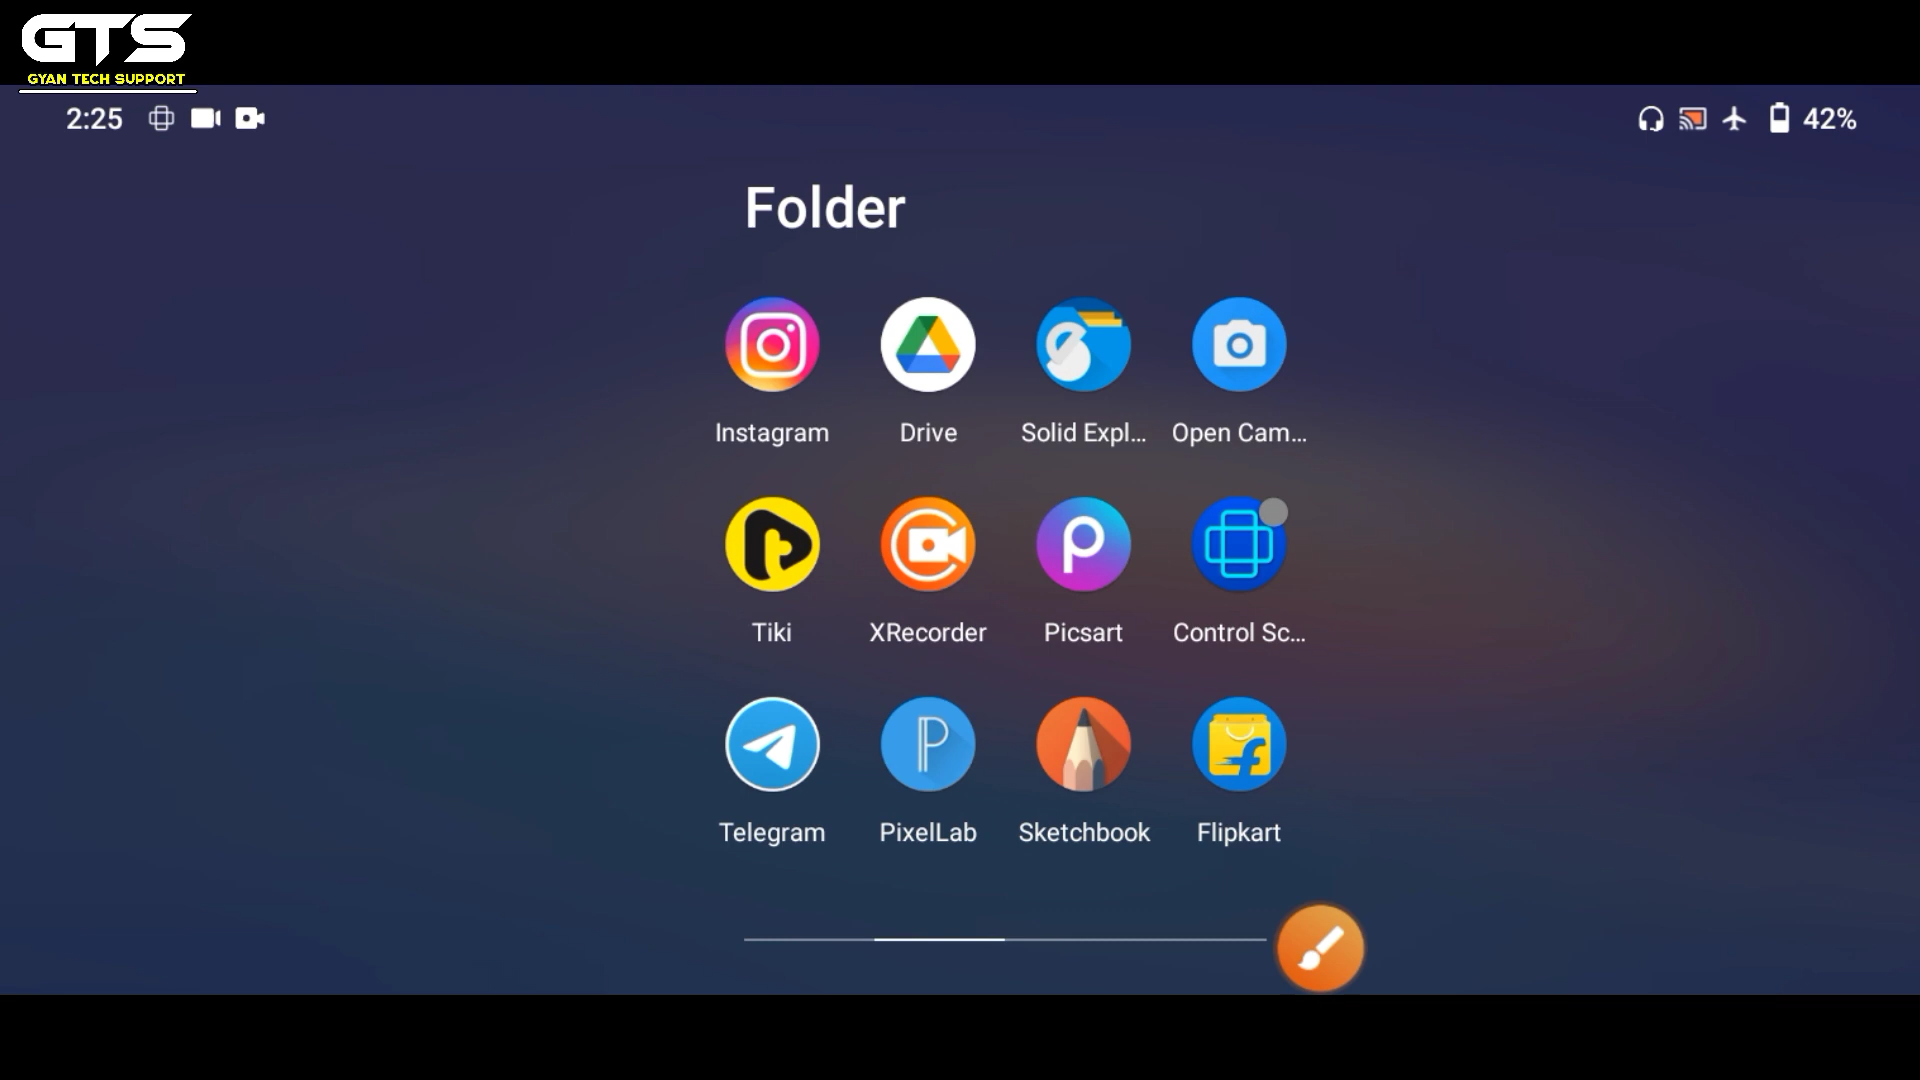 GTS
GYAN TECH SUPPORT
2:25
42%
Folder
Instagram
Drive
Solid Expl...
Open Cam...
Tiki
XRecorder
Picsart
Control Sc...
Telegram
PixelLab
Sketchbook
Flipkart